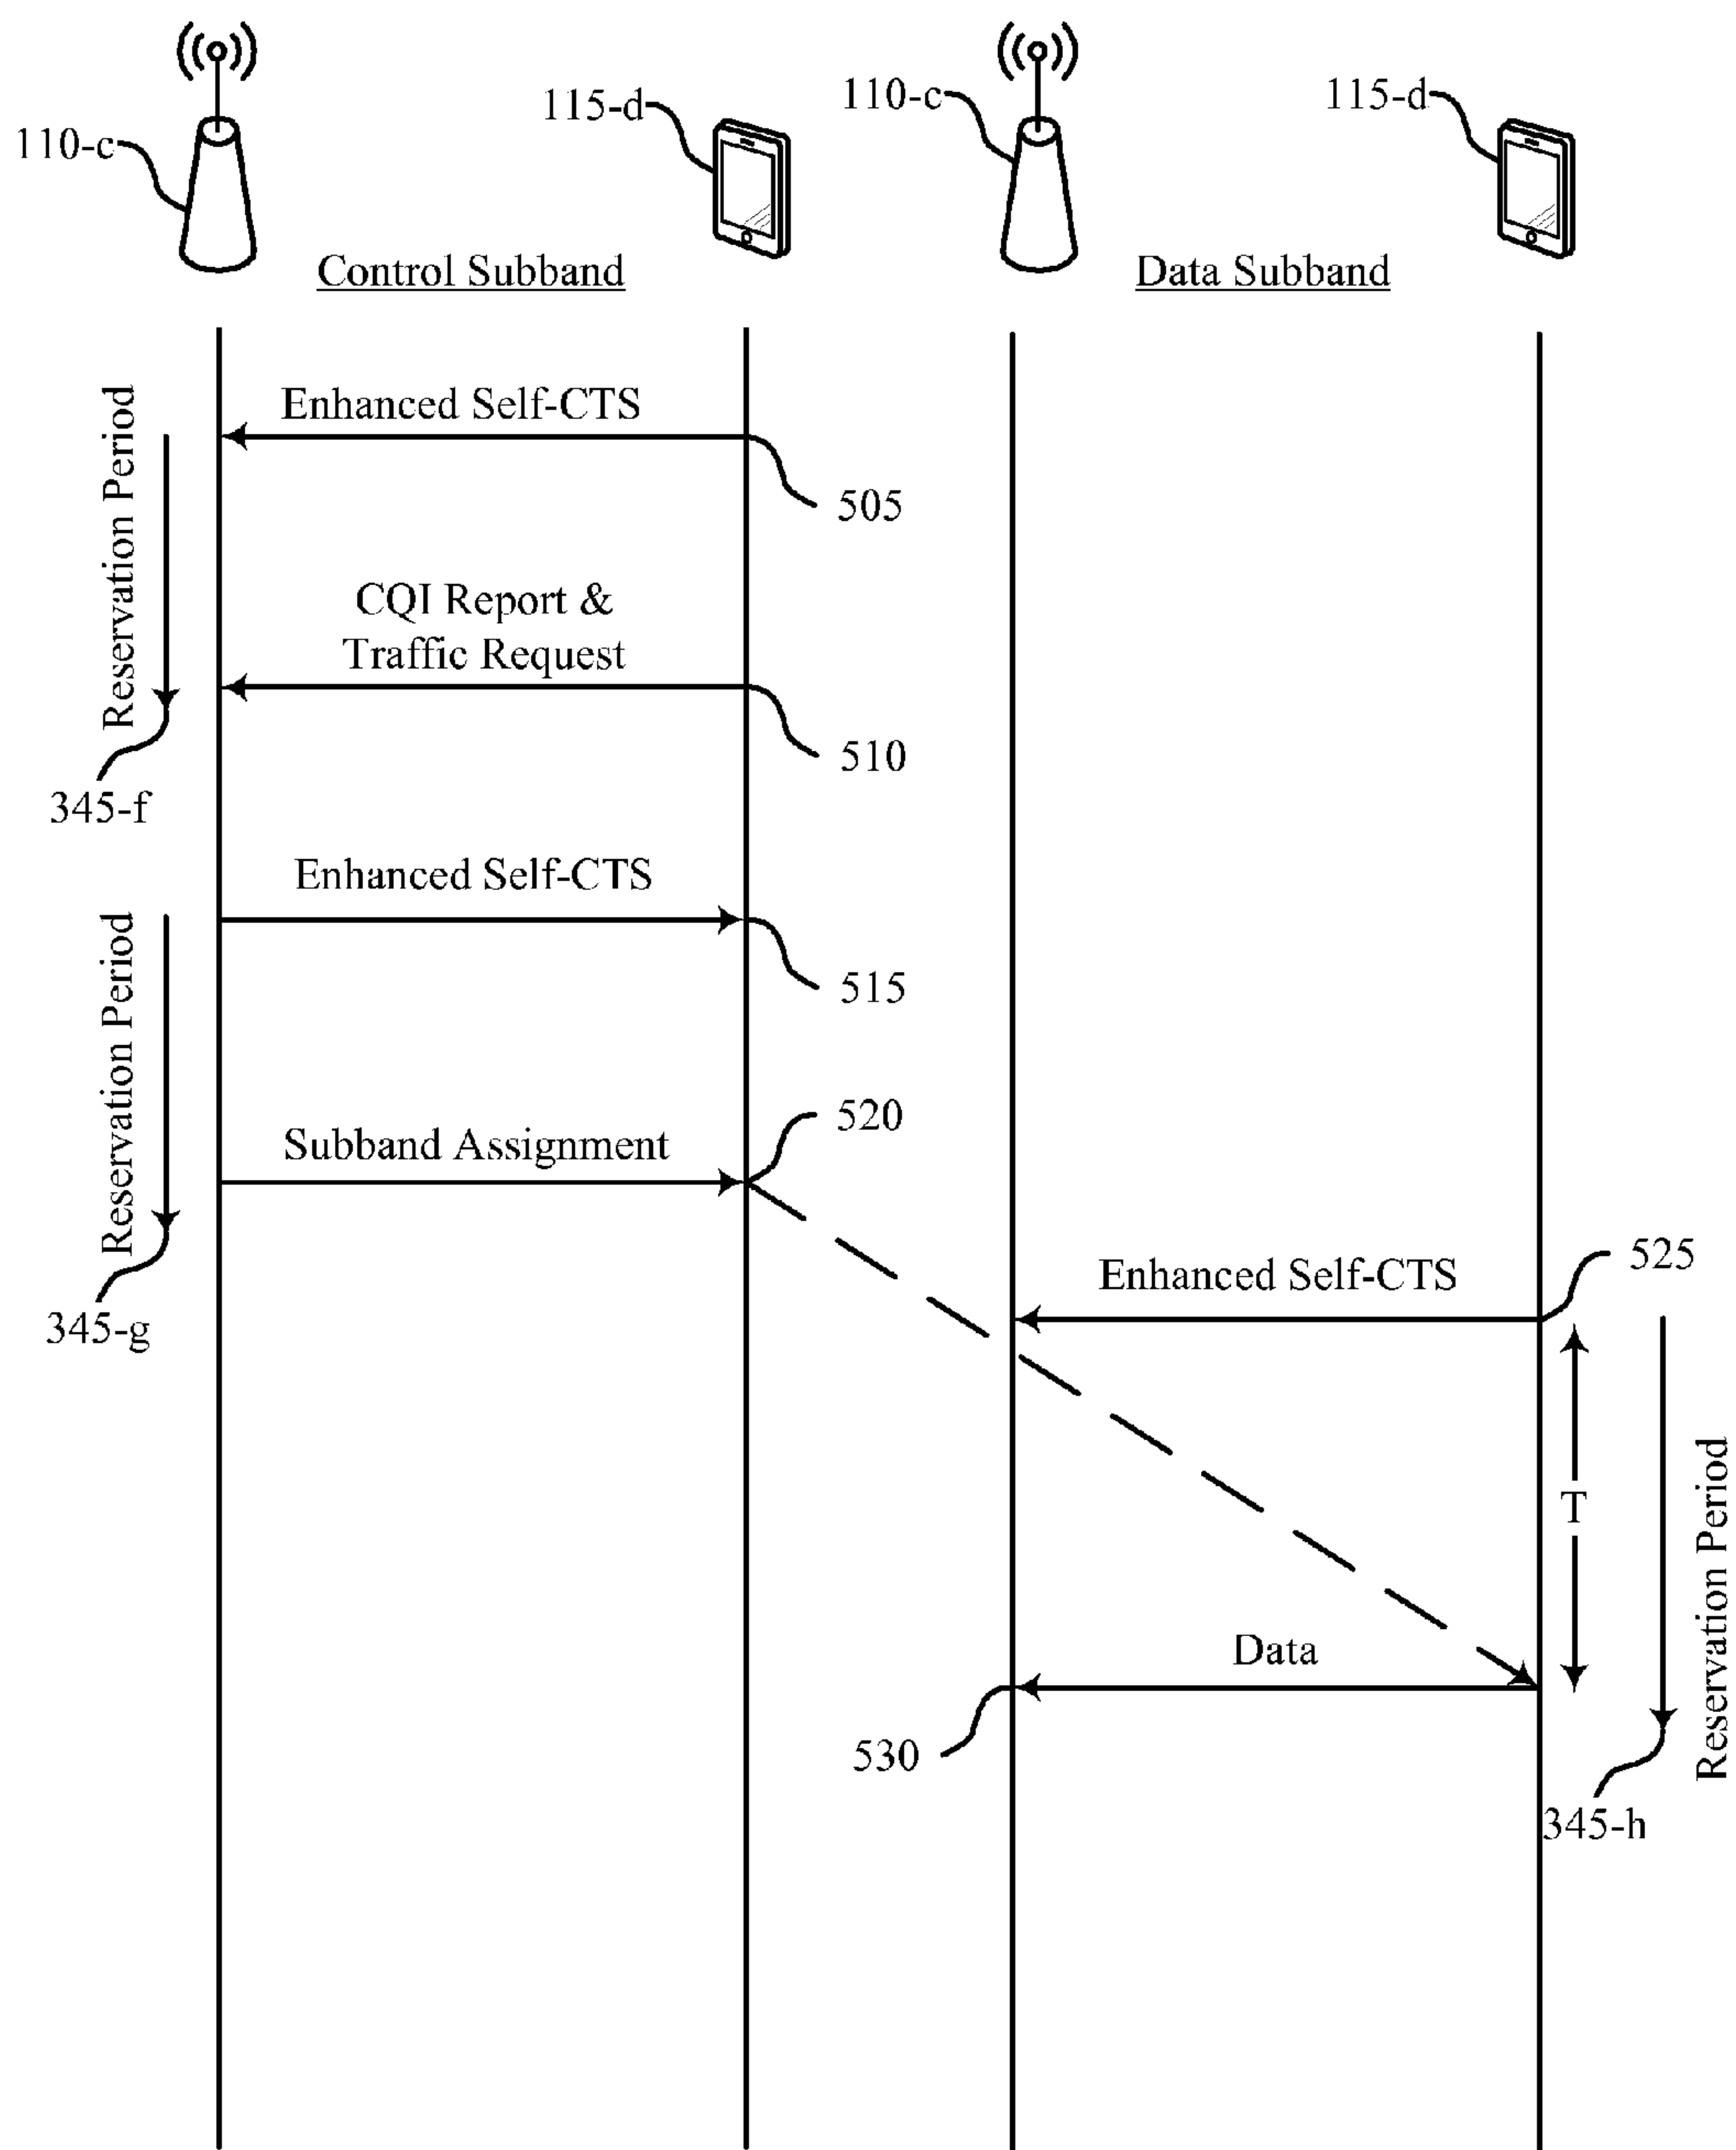 110-c
115-d
110-c
115-d
Control Subband
Data Subband
Reservation Period
Enhanced Self-CTS
505
CQI Report &
Traffic Request
510
345-f
Enhanced Self-CTS
Reservation Period
515
520
Subband Assignment
345-g
525
Enhanced Self-CTS
T
Reservation Period
Data
530
345-h